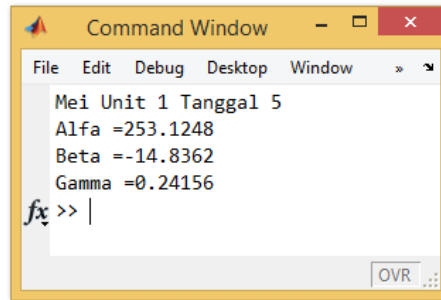 Command Window
File Edit Debug Desktop Window »
Mei Unit 1 Tanggal 5
Alfa =253.1248
Beta =-14.8362
Gamma =0.24156
fx >>
OVR